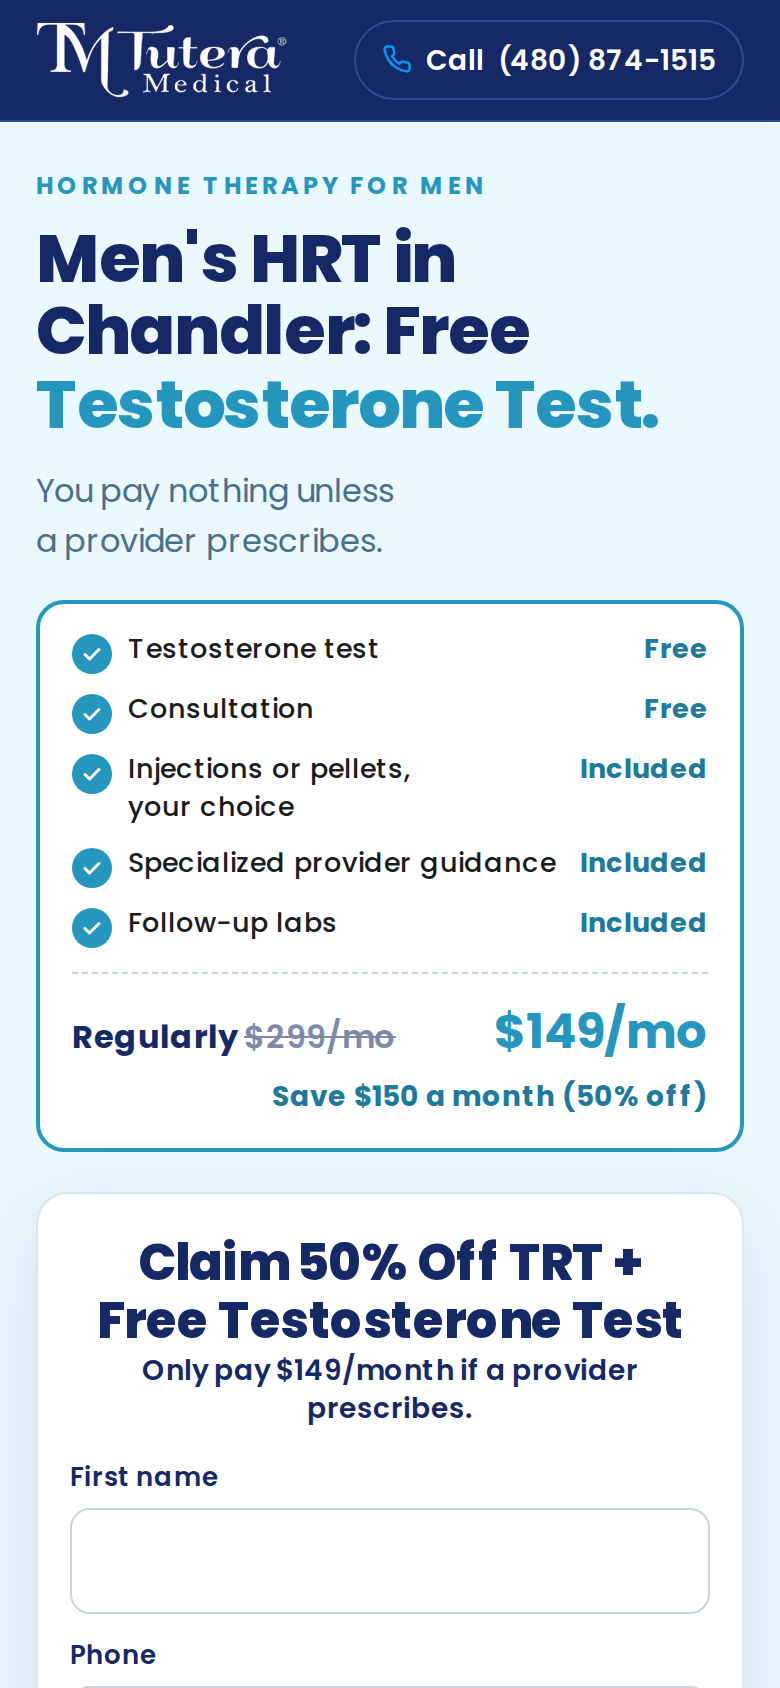 TM Tutera®
Medical
Call (480) 874-1515
HORMONE THERAPY FOR MEN
Men's HRT in
Chandler: Free
Testosterone Test.
You pay nothing unless
a provider prescribes.
Testosterone test Free
Consultation Free
Injections or pellets, Included
your choice
Specialized provider guidance Included
Follow-up labs Included
Regularly $299/mo $149/mo
Save $150 a month (50% off)
Claim 50% Off TRT +
Free Testosterone Test
Only pay $149/month if a provider
prescribes.
First name
Phone